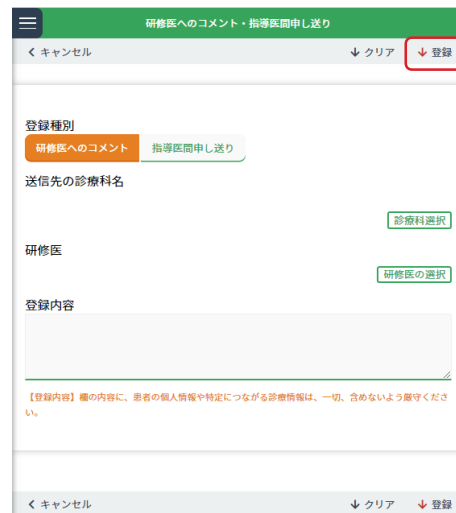 研修医へのコメント・指導医間申し送り
キャンセル クリア 登録
登録種別
研修医へのコメント 指導医間申し送り
送信先の診療科名
診療科選択
研修医
研修医の選択
登録内容
【登録内容】欄の内容に、患者の個人情報や特定につながる診療情報は、一切、含めないよう厳守くださ
い。
キャンセル クリア 登録